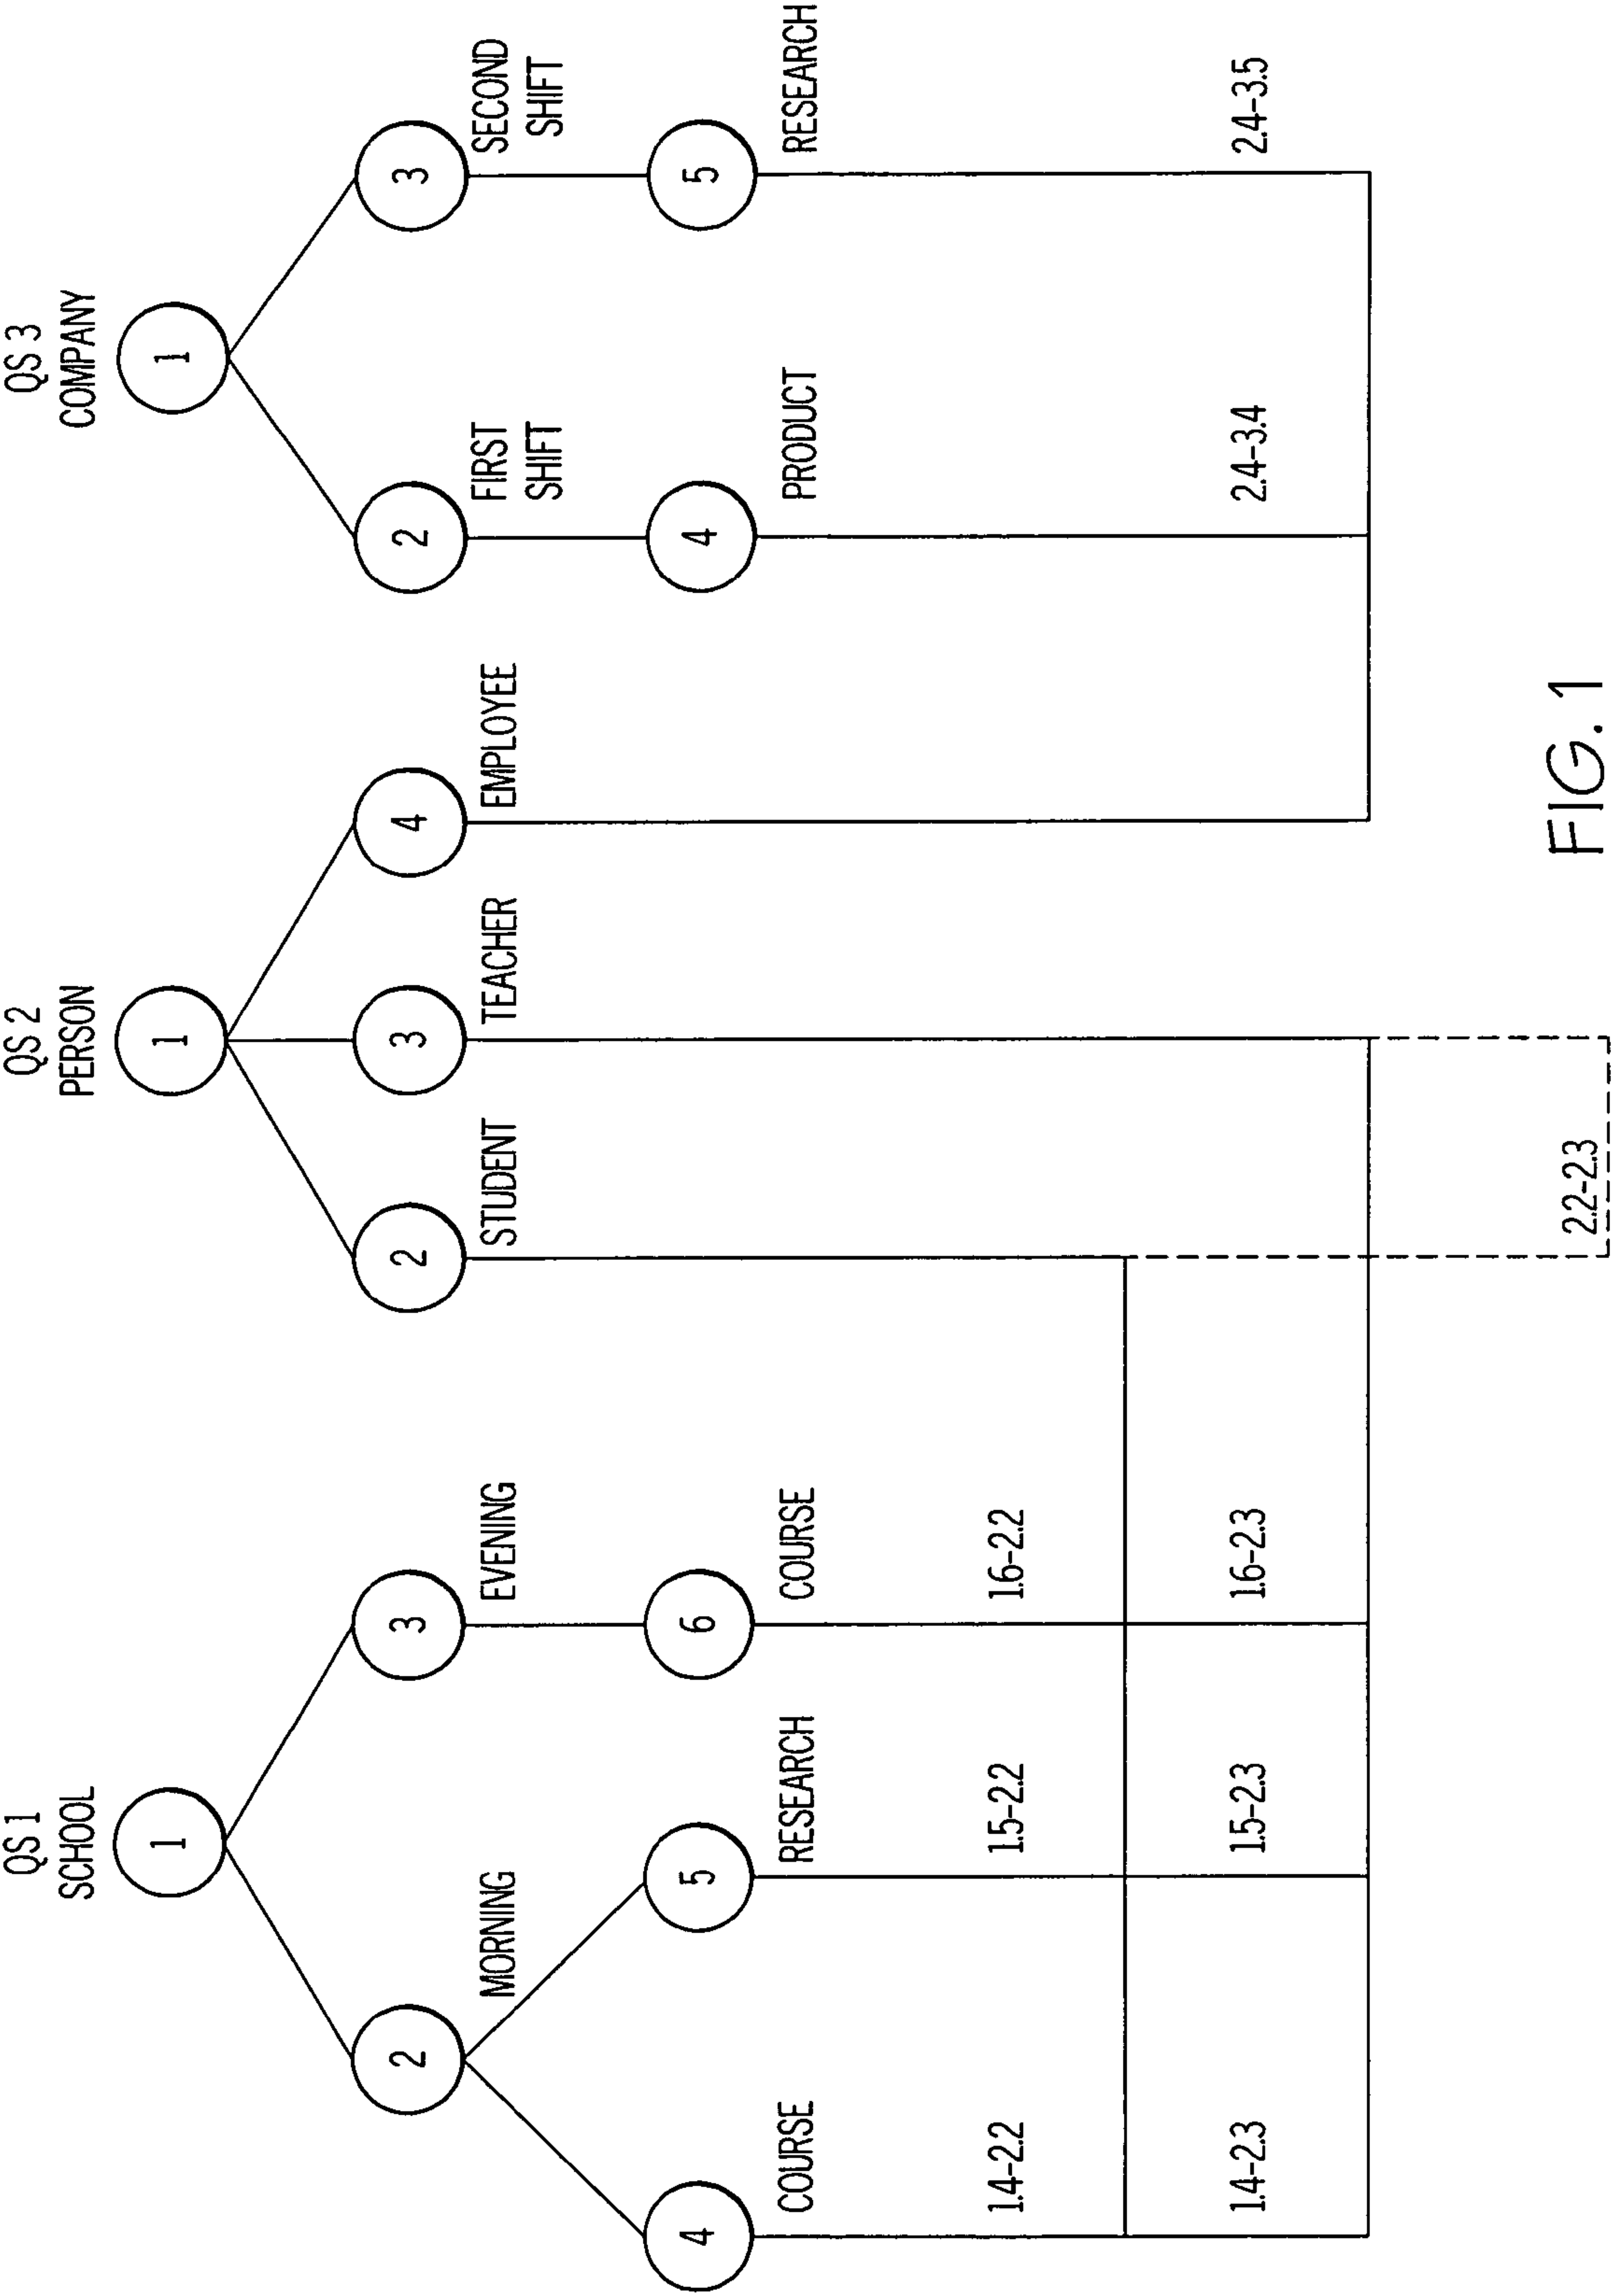 QS 1
SCHOOL
QS 2
PERSON
QS 3
COMPANY
1
1
1
2
MORNING
3
EVENING
2
STUDENT
3
TEACHER
4
EMPLOYEE
2
FIRST
SHIFT
3
SECOND
SHIFT
4
COURSE
5
RESEARCH
6
COURSE
4
PRODUCT
5
RESEARCH
1.4-2.2
1.5-2.2
1.6-2.2
1.4-2.3
1.5-2.3
1.6-2.3
2.4-3.4
2.4-3.5
2.2-2.3
FIG. 1